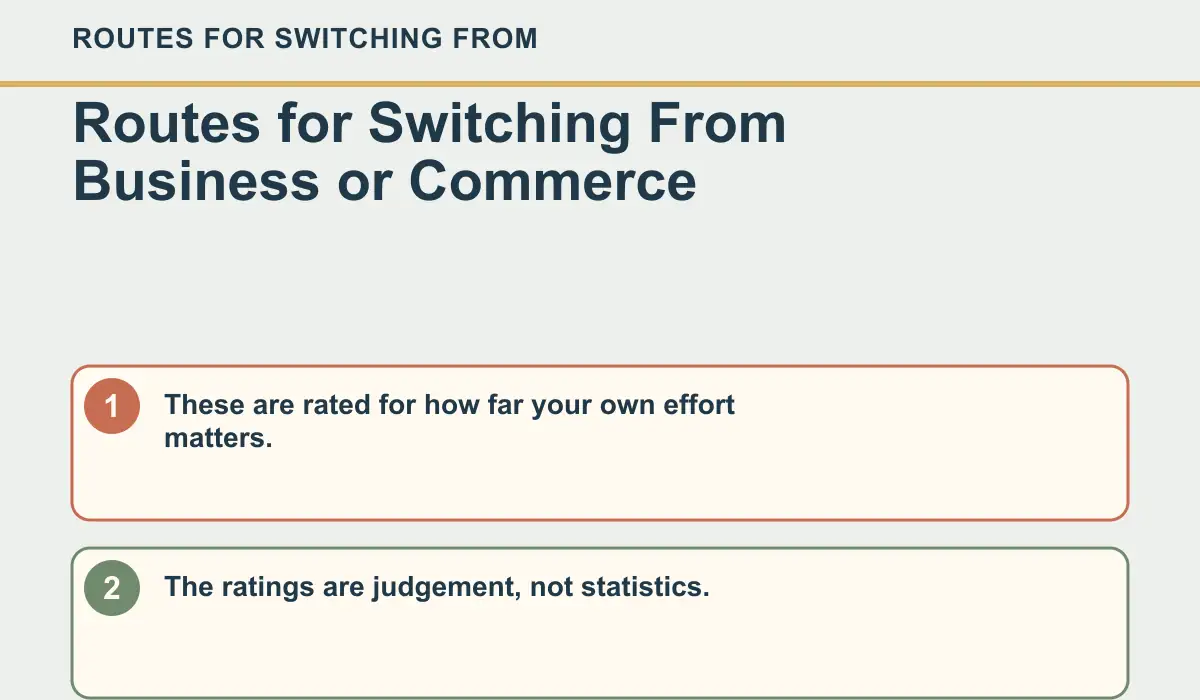 ROUTES FOR SWITCHING FROM
Routes for Switching From
Business or Commerce
1
These are rated for how far your own effort
matters.
2
The ratings are judgement, not statistics.